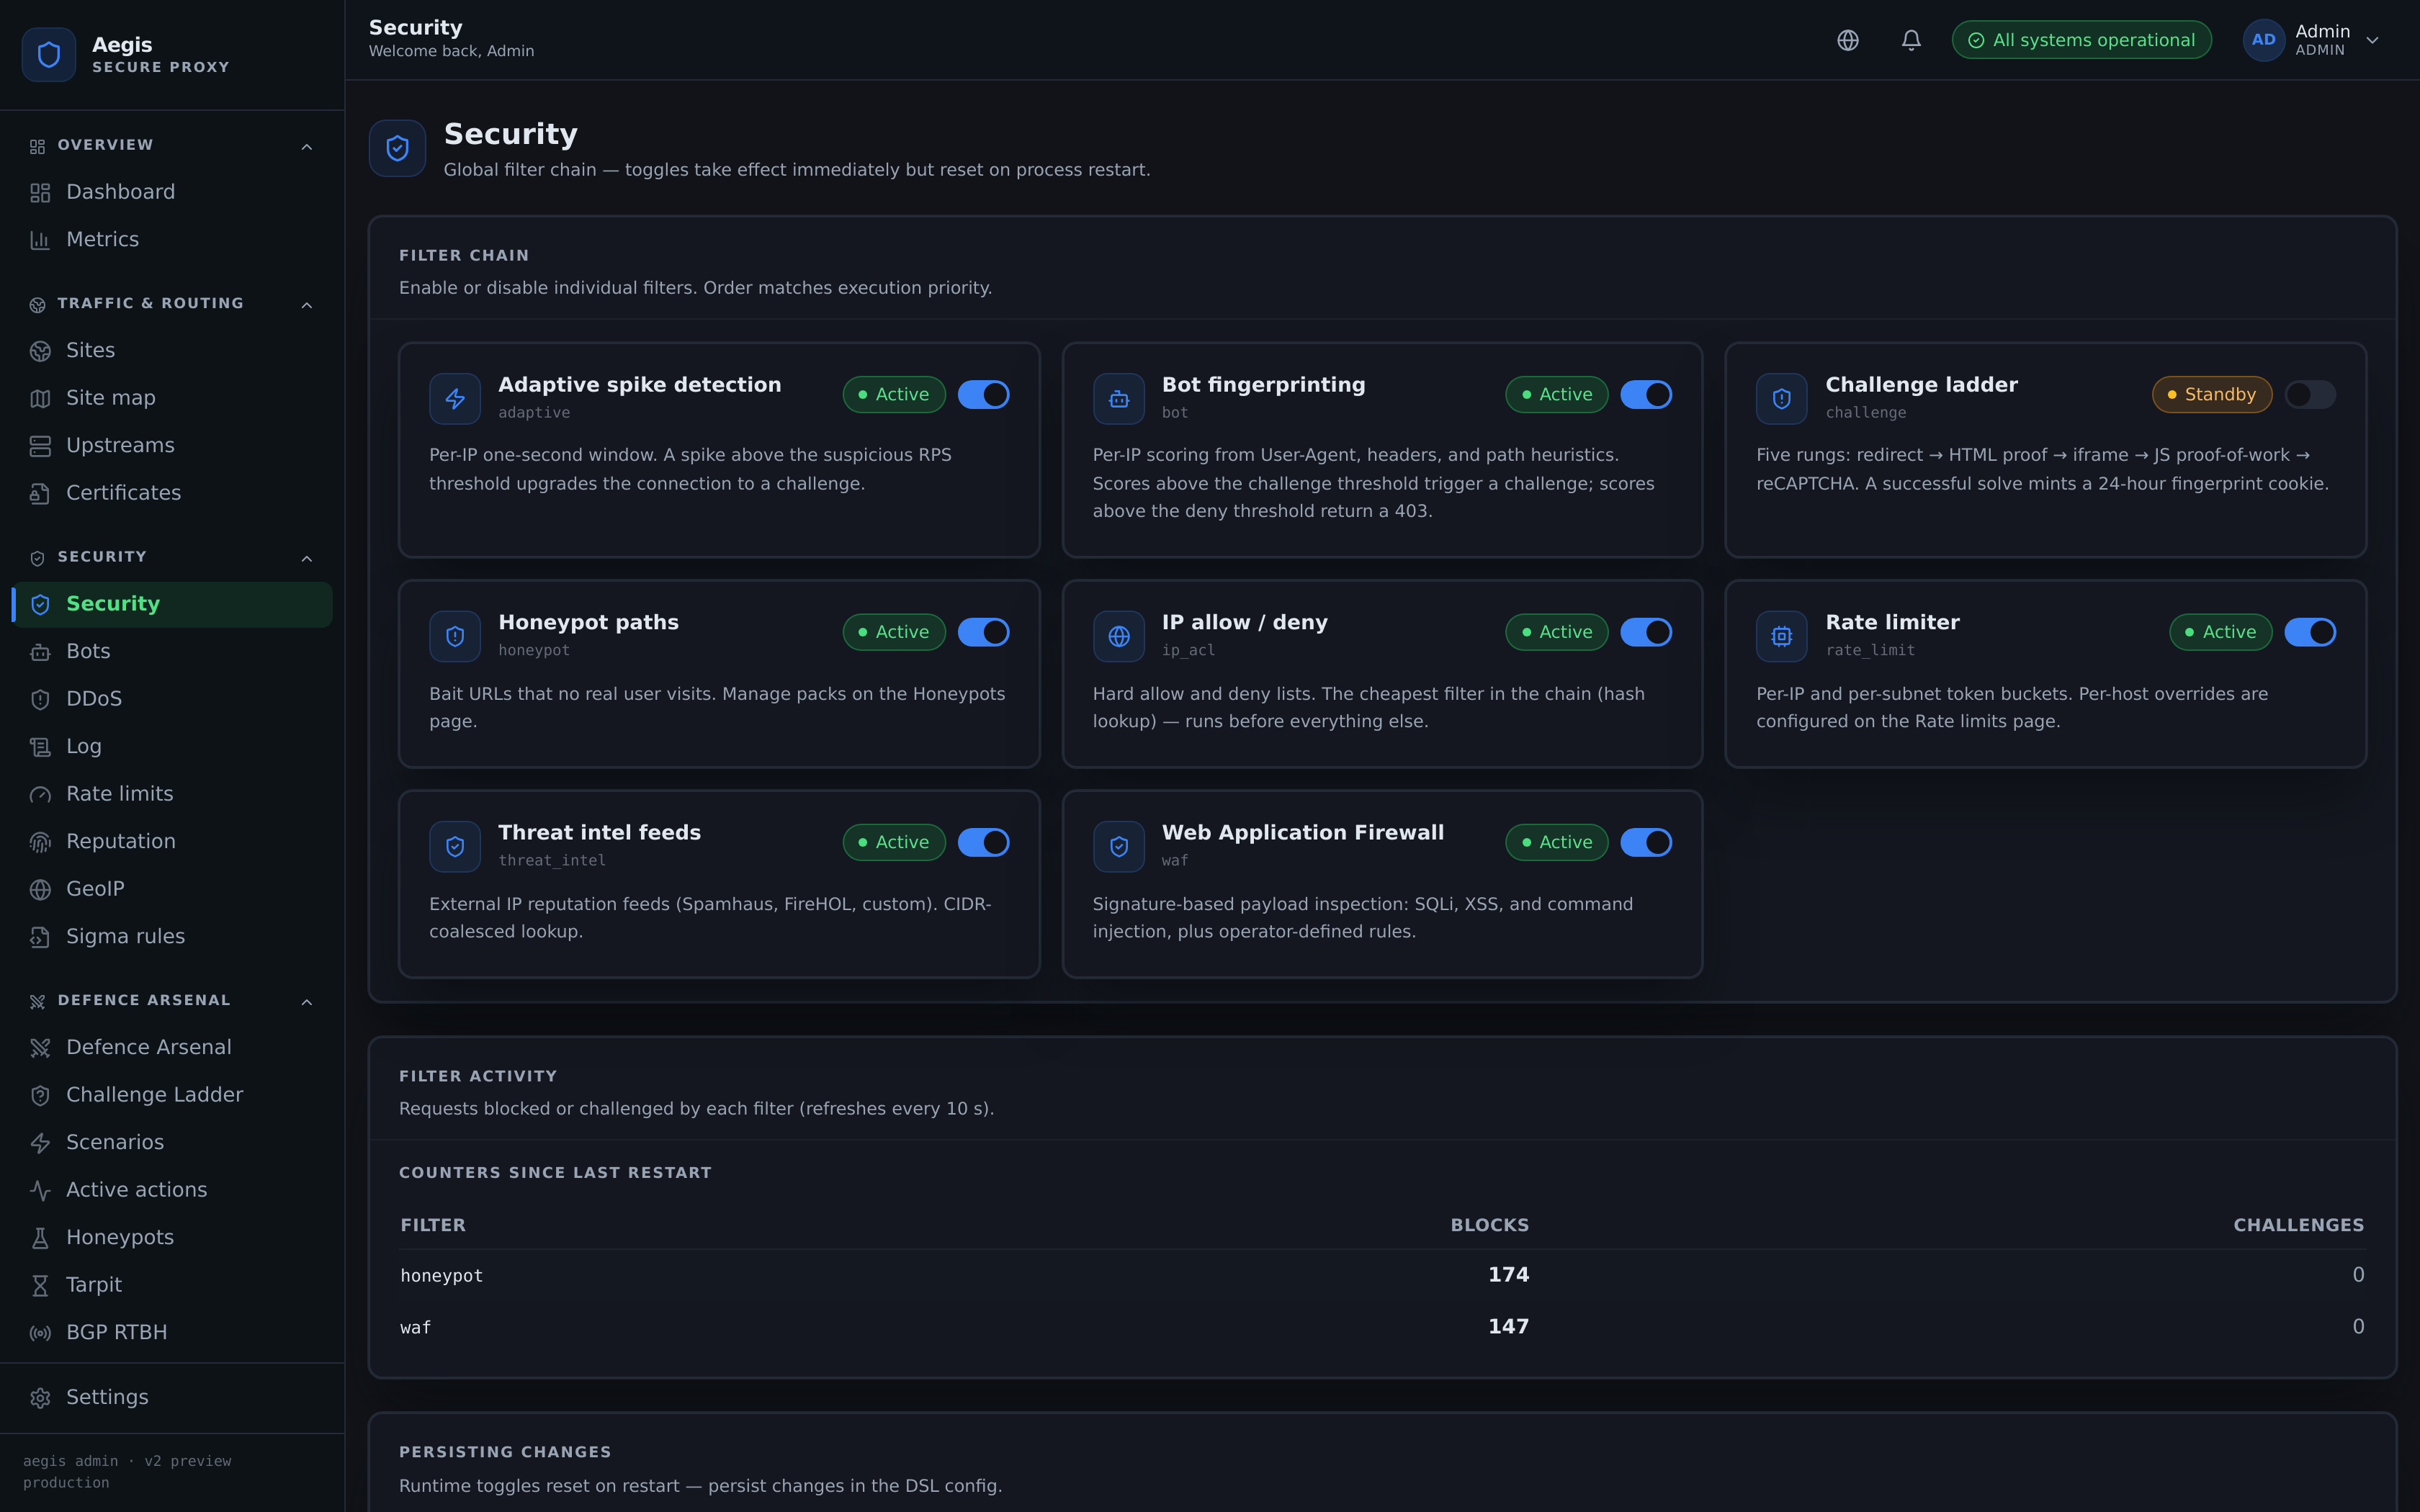 Aegis
SECURE PROXY
OVERVIEW
Dashboard
Metrics
TRAFFIC & ROUTING
Sites
Site map
Upstreams
Certificates
SECURITY
Security
Bots
DDoS
Log
Rate limits
Reputation
GeoIP
Sigma rules
DEFENCE ARSENAL
Defence Arsenal
Challenge Ladder
Scenarios
Active actions
Honeypots
Tarpit
BGP RTBH
Settings
aegis admin · v2 preview
production
Security
Welcome back, Admin
All systems operational
AD
Admin
ADMIN
Security
Global filter chain — toggles take effect immediately but reset on process restart.
FILTER CHAIN
Enable or disable individual filters. Order matches execution priority.
Adaptive spike detection
adaptive
Active
Per-IP one-second window. A spike above the suspicious RPS
threshold upgrades the connection to a challenge.
Bot fingerprinting
bot
Active
Per-IP scoring from User-Agent, headers, and path heuristics.
Scores above the challenge threshold trigger a challenge; scores
above the deny threshold return a 403.
Challenge ladder
challenge
Standby
Five rungs: redirect → HTML proof → iframe → JS proof-of-work →
reCAPTCHA. A successful solve mints a 24-hour fingerprint cookie.
Honeypot paths
honeypot
Active
Bait URLs that no real user visits. Manage packs on the Honeypots
page.
IP allow / deny
ip_acl
Active
Hard allow and deny lists. The cheapest filter in the chain (hash
lookup) — runs before everything else.
Rate limiter
rate_limit
Active
Per-IP and per-subnet token buckets. Per-host overrides are
configured on the Rate limits page.
Threat intel feeds
threat_intel
Active
External IP reputation feeds (Spamhaus, FireHOL, custom). CIDR-
coalesced lookup.
Web Application Firewall
waf
Active
Signature-based payload inspection: SQLi, XSS, and command
injection, plus operator-defined rules.
FILTER ACTIVITY
Requests blocked or challenged by each filter (refreshes every 10 s).
COUNTERS SINCE LAST RESTART
FILTER BLOCKS CHALLENGES
honeypot 174 0
waf 147 0
PERSISTING CHANGES
Runtime toggles reset on restart — persist changes in the DSL config.